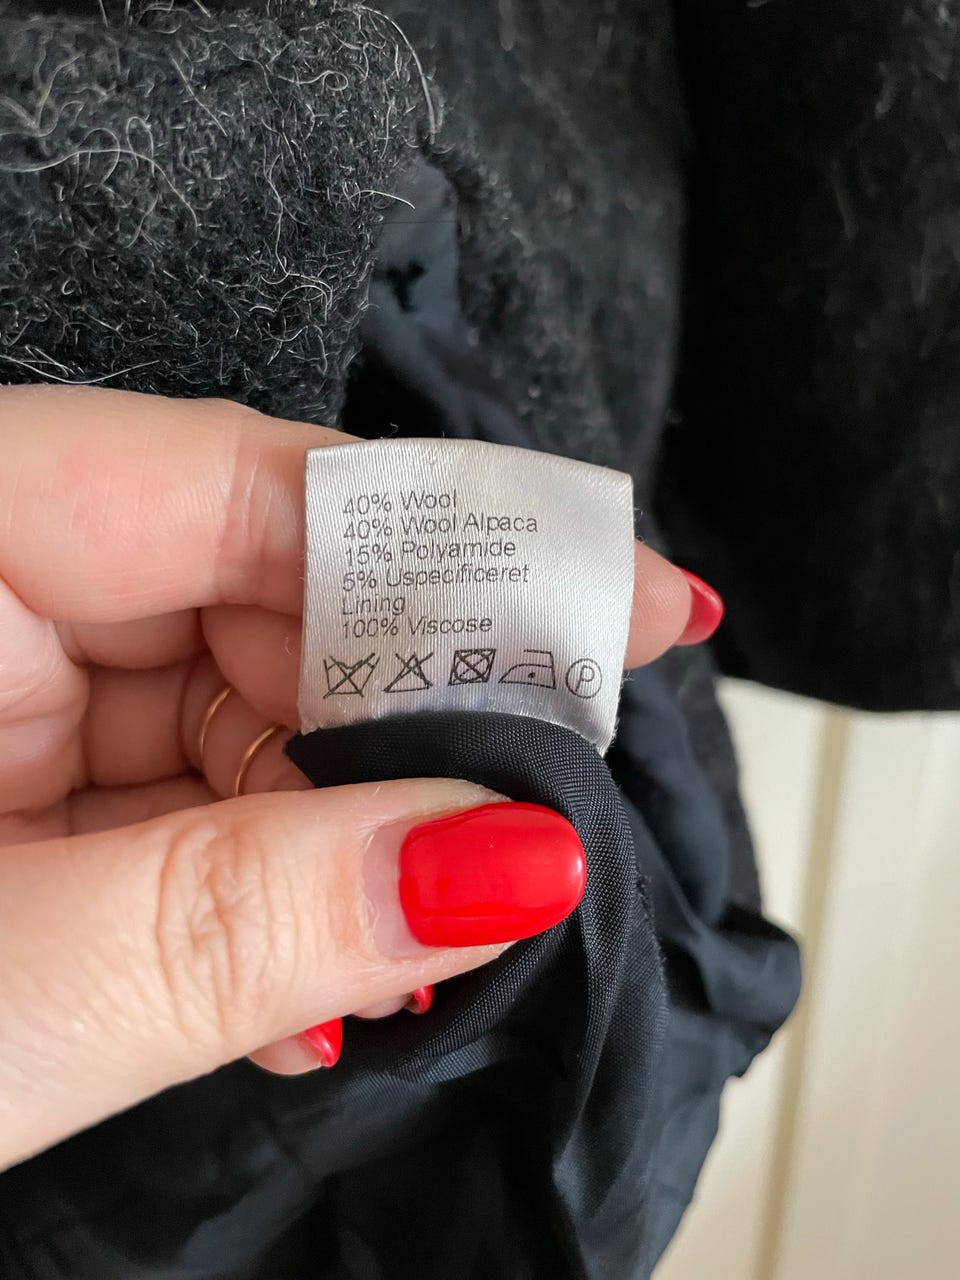 40% Wool
40% Wool Alpaca
15% Polyamide
5% Uspecificeret
Lining
100% Viscose
P